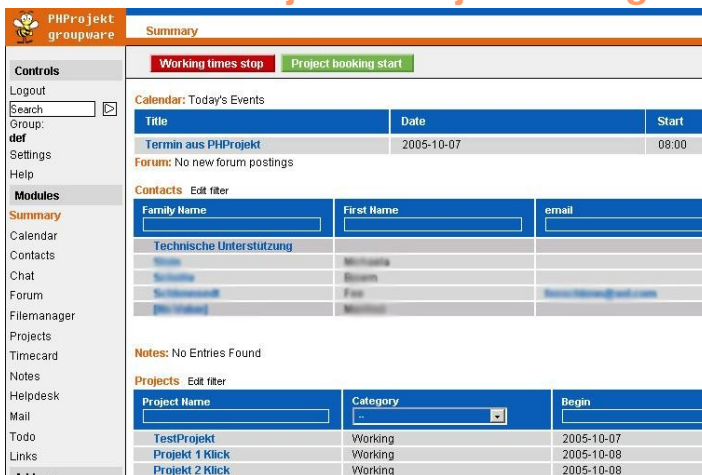 PHProjekt
groupware
Summary
Controls
Logout
Search
Group:
def
Settings
Help
Modules
Summary
Calendar
Contacts
Chat
Forum
Filemanager
Projects
Timecard
Notes
Helpdesk
Mail
Todo
Links
Working times stop Project booking start
Calendar: Today's Events
Title Date Start
Termin aus PHProjekt 2005-10-07 08:00
Forum: No new forum postings
Contacts Edit filter
Family Name First Name email
Technische Unterstützung
Notes: No Entries Found
Projects Edit filter
Project Name Category Begin
--
TestProjekt Working 2005-10-07
Projekt 1 Klick Working 2005-10-08
Projekt 2 Klick Working 2005-10-08